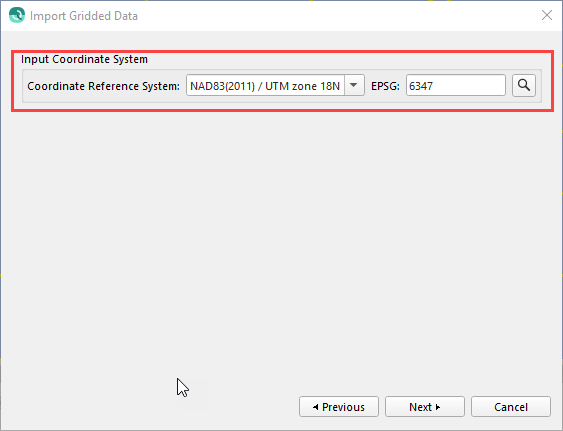 Import Gridded Data
Input Coordinate System
Coordinate Reference System: NAD83(2011) / UTM zone 18N EPSG: 6347
Previous Next Cancel